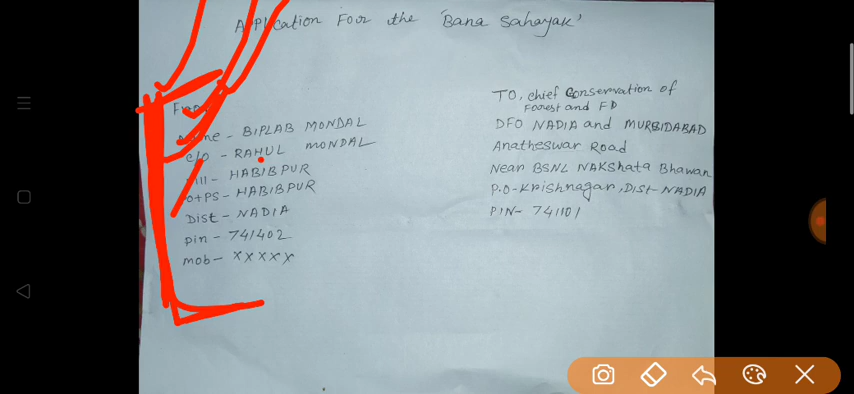 Application Four the 'Bana Sahayak'
From
Name - BIPLAB MONDAL
C/O - RAHUL MONDAL
vill - HABIBPUR
P.O+PS - HABIBPUR
Dist - NADIA
pin - 741402
mob - xxxxx
TO, chief Conservation of
Forest and FD
DFO NADIA and MURBIDABAD
Anatheswar Road
Near BSNL NAKshata Bhawan
P.O-Krishnagar, Dist-NADIA
PIN- 741101